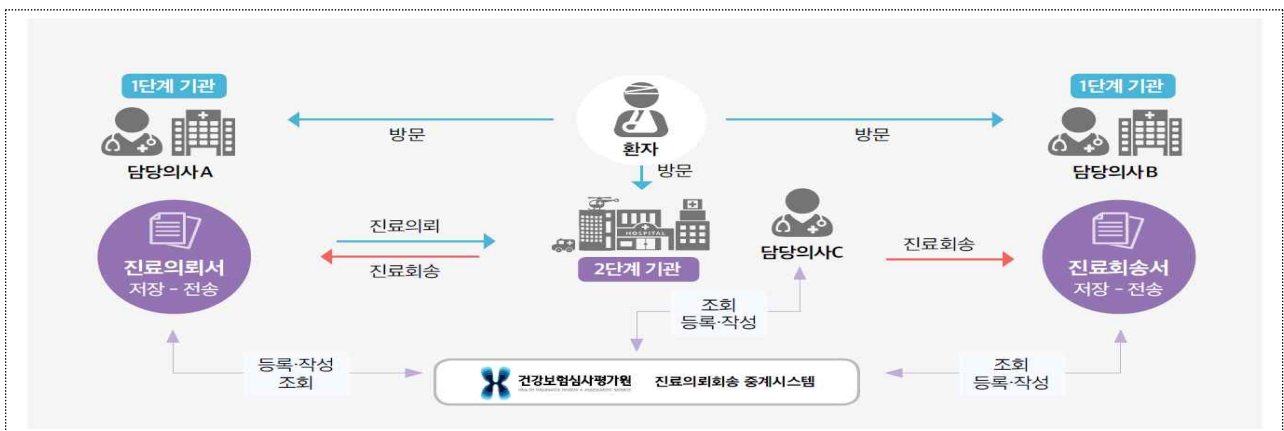 1단계 기관
담당의사 A
방문
환자
방문
방문
1단계 기관
담당의사 B
진료의뢰서
저장 - 전송
진료의뢰
진료회송
HOSPITAL
2단계 기관
담당의사C
진료회송
진료회송서
저장 - 전송
조회
등록·작성
등록·작성
조회
건강보험심사평가원 진료의뢰회송 중계시스템
HEALTH INSURANCE REVIEW & ASSESSMENT SERVICE
조회
등록·작성